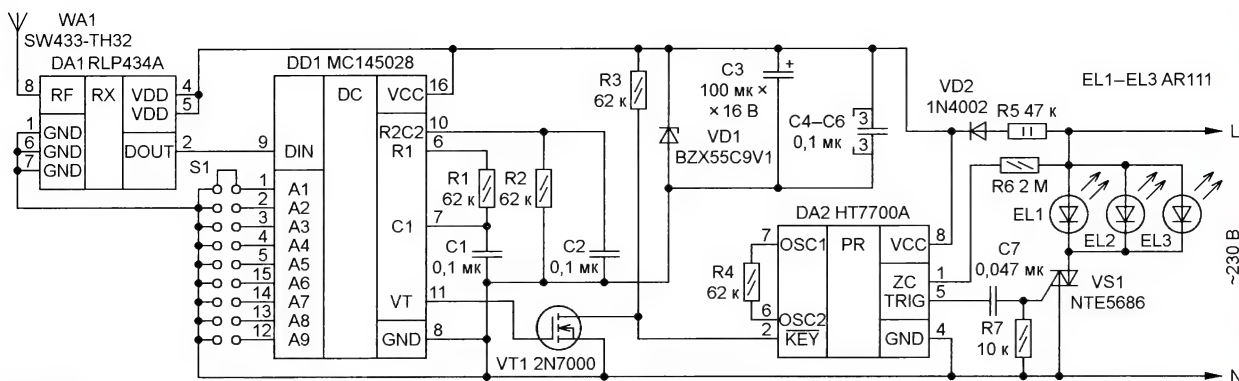 WA1
SW433-TH32
DA1 RLP434A
8
RF
RX
VDD
VDD
4
5
1
GND
6
GND
7
GND
DOUT
2
DD1 MC145028
DC
VCC
16
9
DIN
R2C2
10
R1
6
C1
7
VT
11
GND
8
S1
1
A1
2
A2
3
A3
4
A4
5
A5
15
A6
14
A7
13
A8
12
A9
R1
62 к
R2
62 к
C1
0,1 мк
C2
0,1 мк
VT1 2N7000
R3
62 к
C3
100 мк ×
× 16 В
+
VD1
BZX55C9V1
C4–C6
0,1 мк
3
3
VD2
1N4002
R5 47 к
EL1–EL3 AR111
L
R6 2 М
EL1
EL2
EL3
DA2 HT7700A
7
OSC1
PR
VCC
8
R4
62 к
ZC
1
TRIG
5
6
OSC2
2
KEY
GND
4
C7
0,047 мк
R7
10 к
VS1
NTE5686
~230 В
N